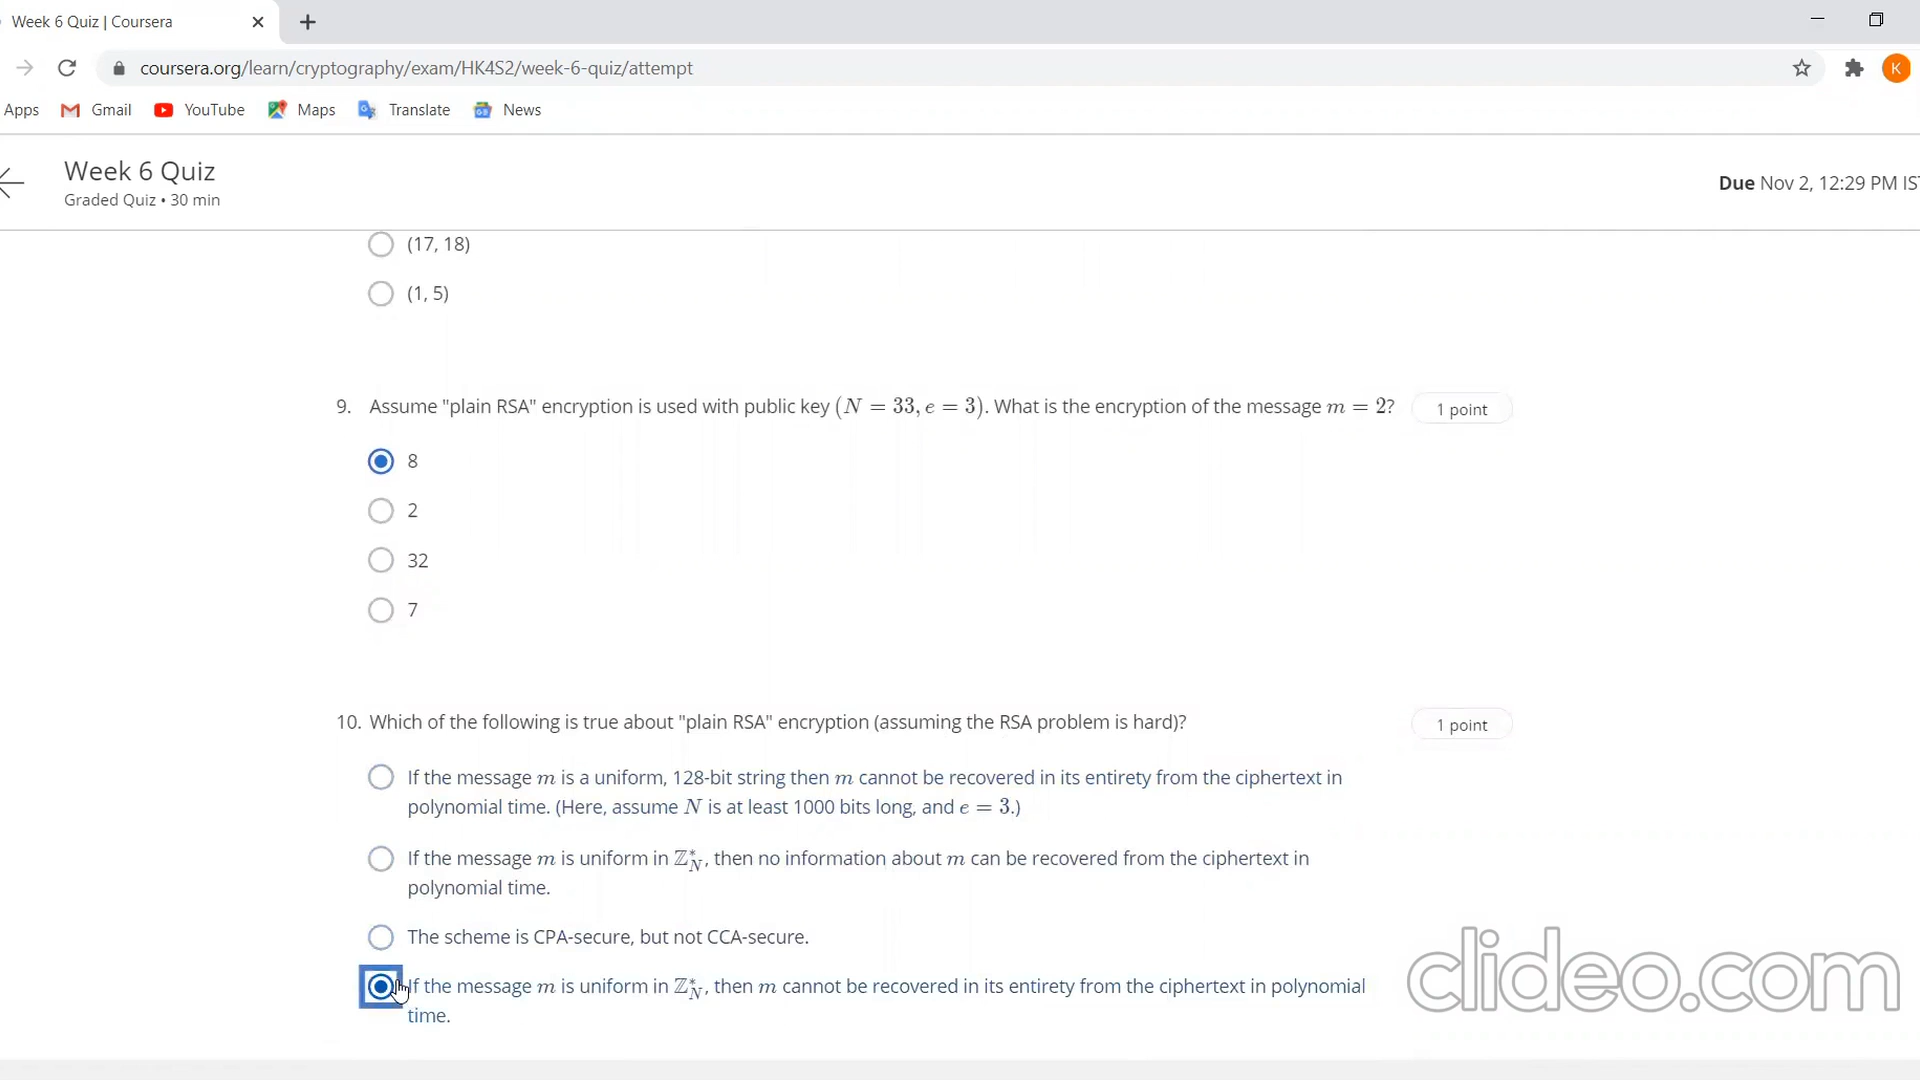 Week 6 Quiz | Coursera
coursera.org/learn/cryptography/exam/HK4S2/week-6-quiz/attempt
K
Apps Gmail YouTube Maps Translate News
Week 6 Quiz
Graded Quiz • 30 min
Due Nov 2, 12:29 PM IST
(17, 18)
(1, 5)
9. Assume "plain RSA" encryption is used with public key (N = 33, e = 3). What is the encryption of the message m = 2? 1 point
8
2
32
7
10. Which of the following is true about "plain RSA" encryption (assuming the RSA problem is hard)? 1 point
If the message m is a uniform, 128-bit string then m cannot be recovered in its entirety from the ciphertext in
polynomial time. (Here, assume N is at least 1000 bits long, and e = 3.)
If the message m is uniform in ℤ*_N, then no information about m can be recovered from the ciphertext in
polynomial time.
The scheme is CPA-secure, but not CCA-secure.
If the message m is uniform in ℤ*_N, then m cannot be recovered in its entirety from the ciphertext in polynomial
time.
clideo.com